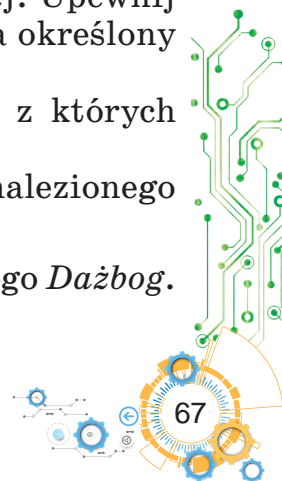 Upewnij
a określony
z których
nalezionego
go Dażbog.
67